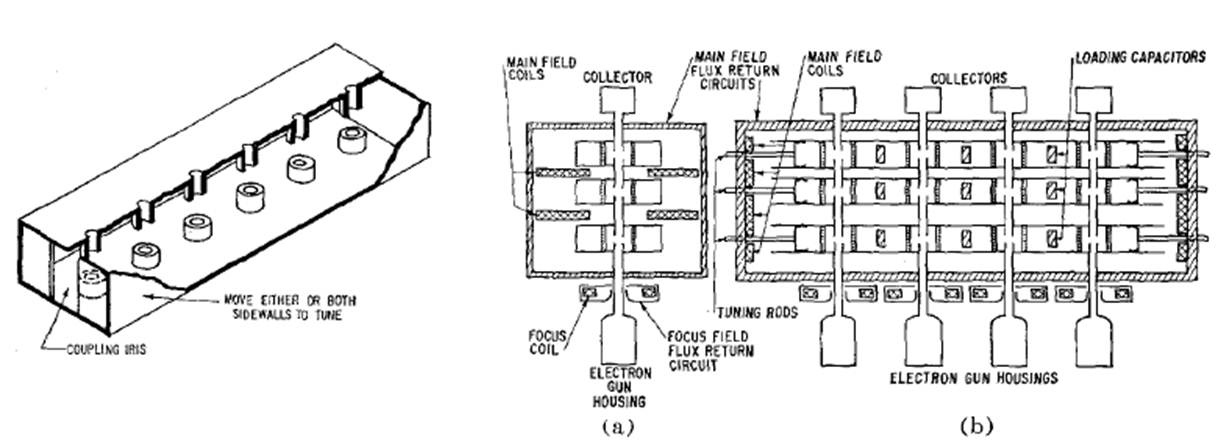 MOVE EITHER OR BOTH
SIDEWALLS TO TUNE
COUPLING IRIS
MAIN FIELD
COILS
COLLECTOR
MAIN FIELD
FLUX RETURN
CIRCUITS
MAIN FIELD
COILS
COLLECTORS
LOADING CAPACITORS
FOCUS
COIL
ELECTRON
GUN
HOUSING
FOCUS FIELD
FLUX RETURN
CIRCUIT
TUNING RODS
ELECTRON GUN HOUSINGS
(a)
(b)